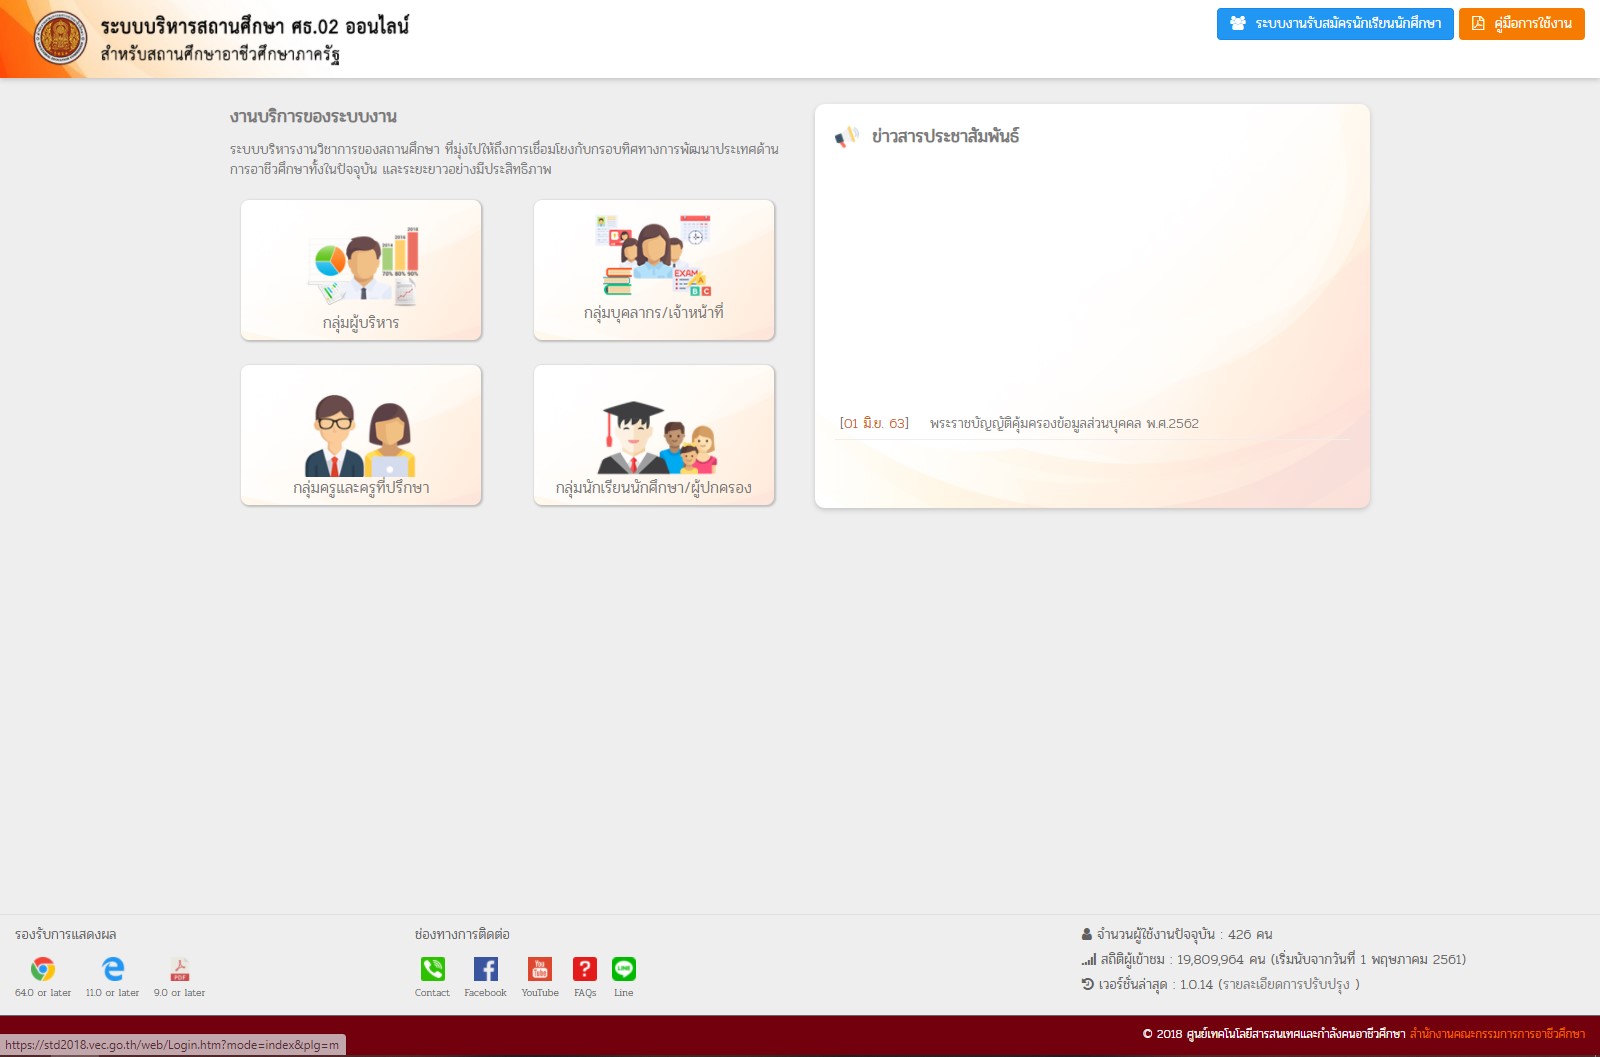 ระบบบริหารสถานศึกษา ศธ.02 ออนไลน์
สำหรับสถานศึกษาอาชีวศึกษาภาครัฐ
ระบบงานรับสมัครนักเรียนนักศึกษา
คู่มือการใช้งาน
งานบริการของระบบงาน
ระบบบริหารงานวิชาการของสถานศึกษา ที่มุ่งไปให้ถึงการเชื่อมโยงกับกรอบทิศทางการพัฒนาประเทศด้าน
การอาชีวศึกษาทั้งในปัจจุบัน และระยะยาวอย่างมีประสิทธิภาพ
2014
2015
2016
70% 80% 90%
กลุ่มผู้บริหาร
EXAM
A
B C
กลุ่มบุคลากร/เจ้าหน้าที่
กลุ่มครูและครูที่ปรึกษา
กลุ่มนักเรียนนักศึกษา/ผู้ปกครอง
ข่าวสารประชาสัมพันธ์
[01 มิ.ย. 63] พระราชบัญญัติคุ้มครองข้อมูลส่วนบุคคล พ.ศ.2562
รองรับการแสดงผล
PDF
64.0 or later 11.0 or later 9.0 or later
ช่องทางการติดต่อ
You Tube
?
LINE
Contact Facebook YouTube FAQs Line
จำนวนผู้ใช้งานปัจจุบัน : 426 คน
สถิติผู้เข้าชม : 19,809,964 คน (เริ่มนับจากวันที่ 1 พฤษภาคม 2561)
เวอร์ชั่นล่าสุด : 1.0.14 (รายละเอียดการปรับปรุง )
© 2018 ศูนย์เทคโนโลยีสารสนเทศและกำลังคนอาชีวศึกษา สำนักงานคณะกรรมการการอาชีวศึกษา
https://std2018.vec.go.th/web/Login.htm?mode=index&plg=m